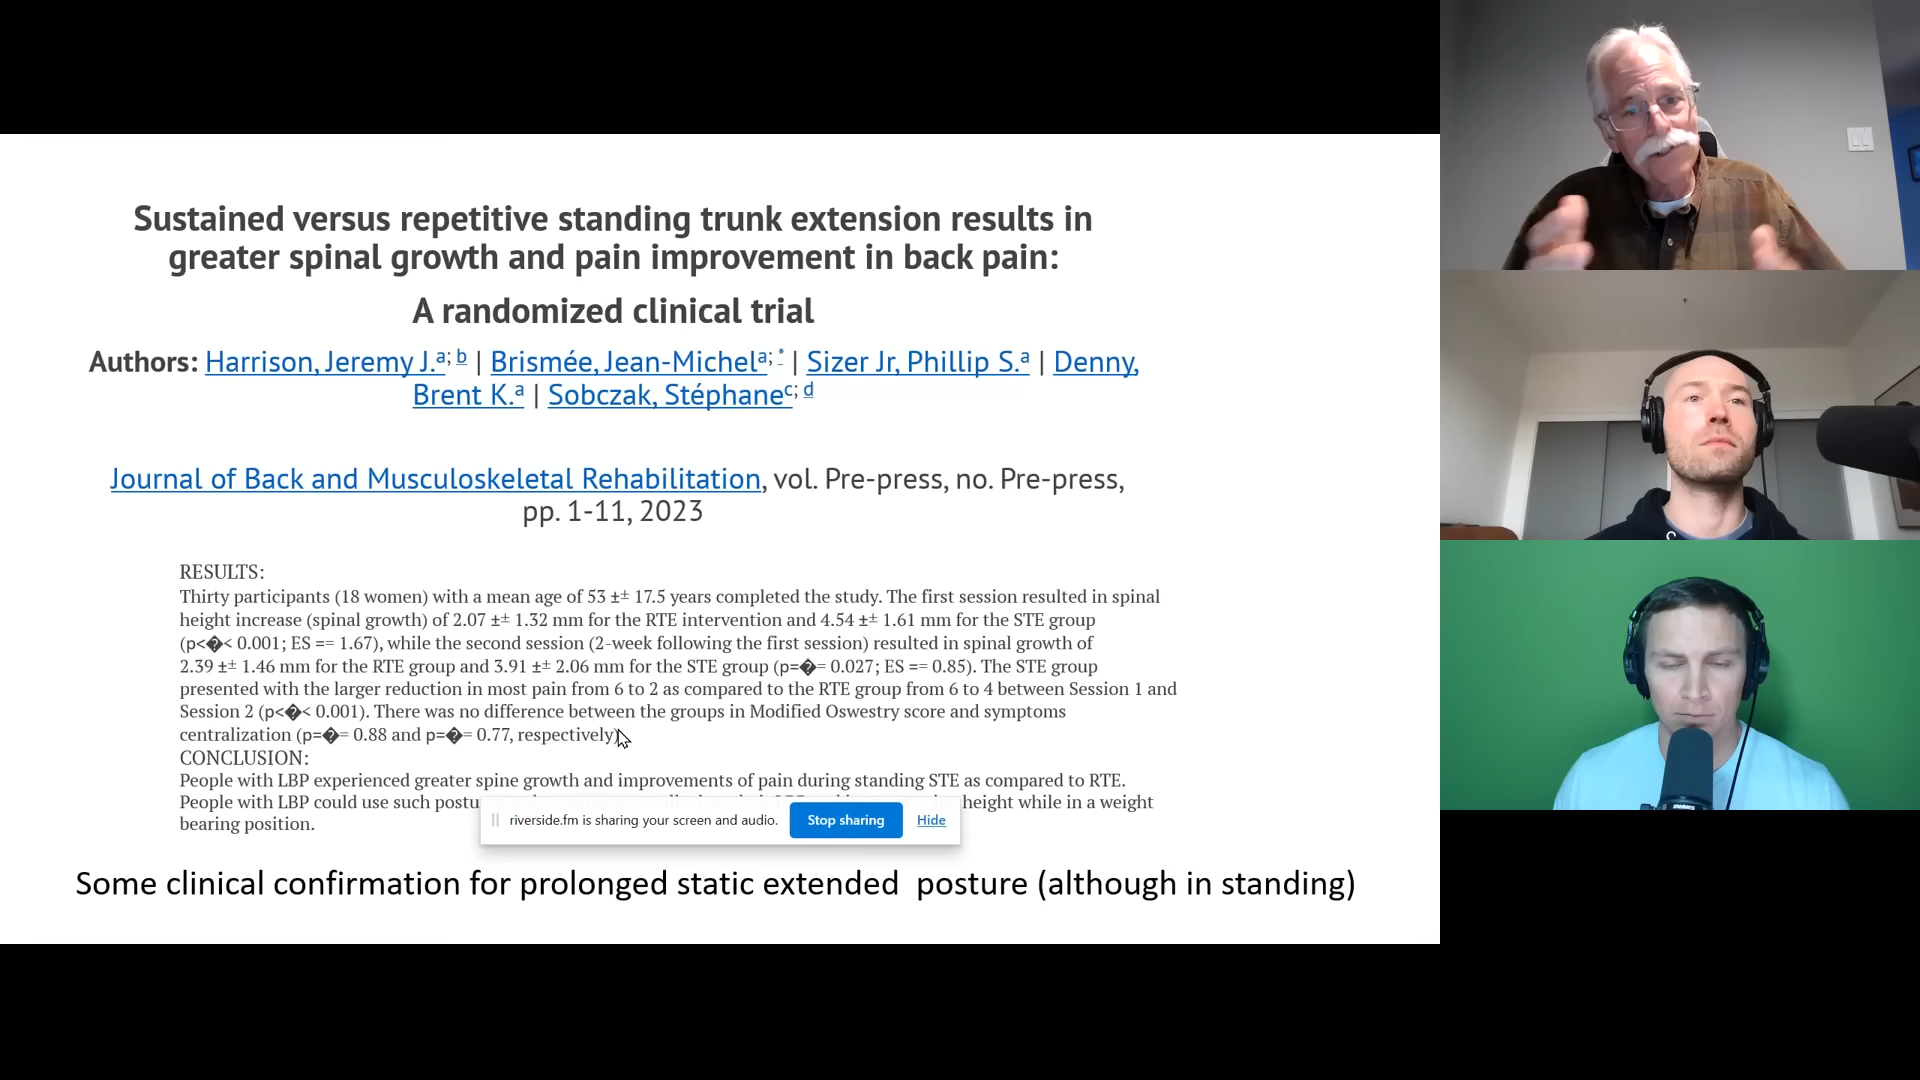 Sustained versus repetitive standing trunk extension results in
greater spinal growth and pain improvement in back pain:
A randomized clinical trial
Authors: Harrison, Jeremy J.a; b | Brismée, Jean-Michela; * | Sizer Jr, Phillip S.a | Denny,
Brent K.a | Sobczak, Stéphanec; d
Journal of Back and Musculoskeletal Rehabilitation, vol. Pre-press, no. Pre-press,
pp. 1-11, 2023
RESULTS:
Thirty participants (18 women) with a mean age of 53 ±± 17.5 years completed the study. The first session resulted in spinal
height increase (spinal growth) of 2.07 ±± 1.32 mm for the RTE intervention and 4.54 ±± 1.61 mm for the STE group
(p<�< 0.001; ES == 1.67), while the second session (2-week following the first session) resulted in spinal growth of
2.39 ±± 1.46 mm for the RTE group and 3.91 ±± 2.06 mm for the STE group (p=�= 0.027; ES == 0.85). The STE group
presented with the larger reduction in most pain from 6 to 2 as compared to the RTE group from 6 to 4 between Session 1 and
Session 2 (p<�< 0.001). There was no difference between the groups in Modified Oswestry score and symptoms
centralization (p=�= 0.88 and p=�= 0.77, respectively)
CONCLUSION:
People with LBP experienced greater spine growth and improvements of pain during standing STE as compared to RTE.
People with LBP could use such height while in a weight
bearing position.
riverside.fm is sharing your screen and audio. Stop sharing Hide
Some clinical confirmation for prolonged static extended posture (although in standing)